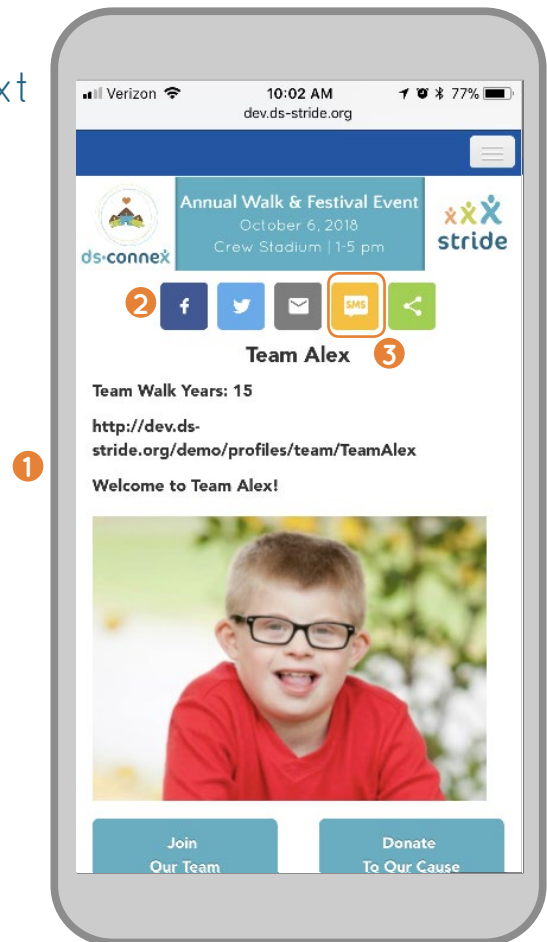 Verizon 10:02 AM 77%
dev.ds-stride.org
Annual Walk & Festival Event
October 6, 2018
Crew Stadium | 1-5 pm
ds·connex
stride
2
f
SMS
Team Alex
3
Team Walk Years: 15
http://dev.ds-
stride.org/demo/profiles/team/TeamAlex
1
Welcome to Team Alex!
Join
Our Team
Donate
To Our Cause